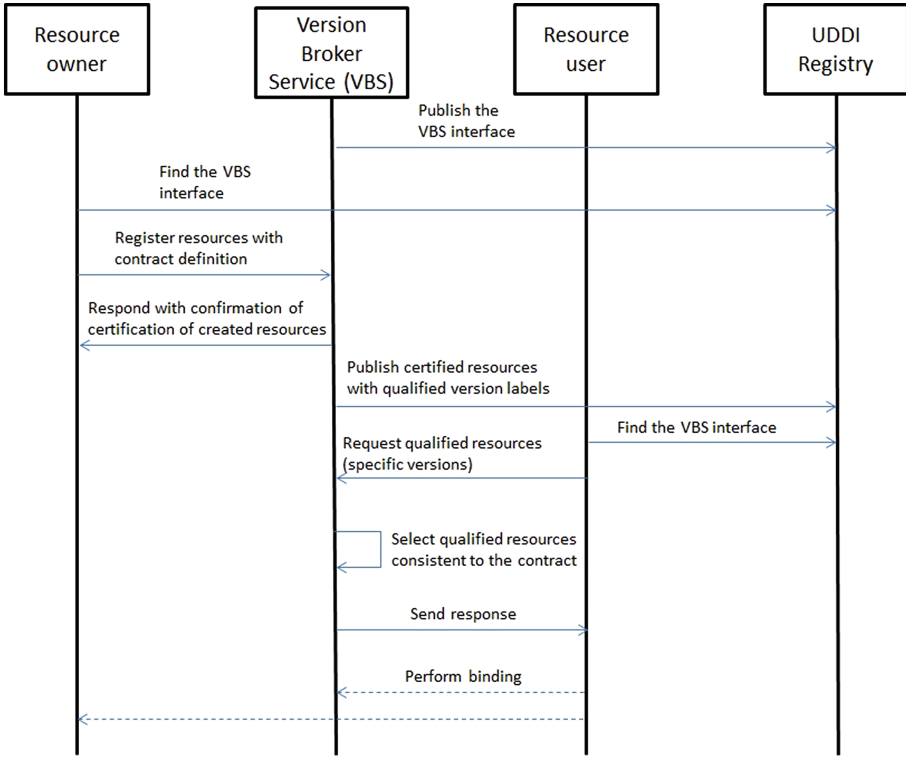 Resource
owner
Version
Broker
Service (VBS)
Resource
user
UDDI
Registry
Publish the
VBS interface
Find the VBS
interface
Register resources with
contract definition
Respond with confirmation of
certification of created resources
Publish certified resources
with qualified version labels
Find the VBS interface
Request qualified resources
(specific versions)
Select qualified resources
consistent to the contract
Send response
Perform binding